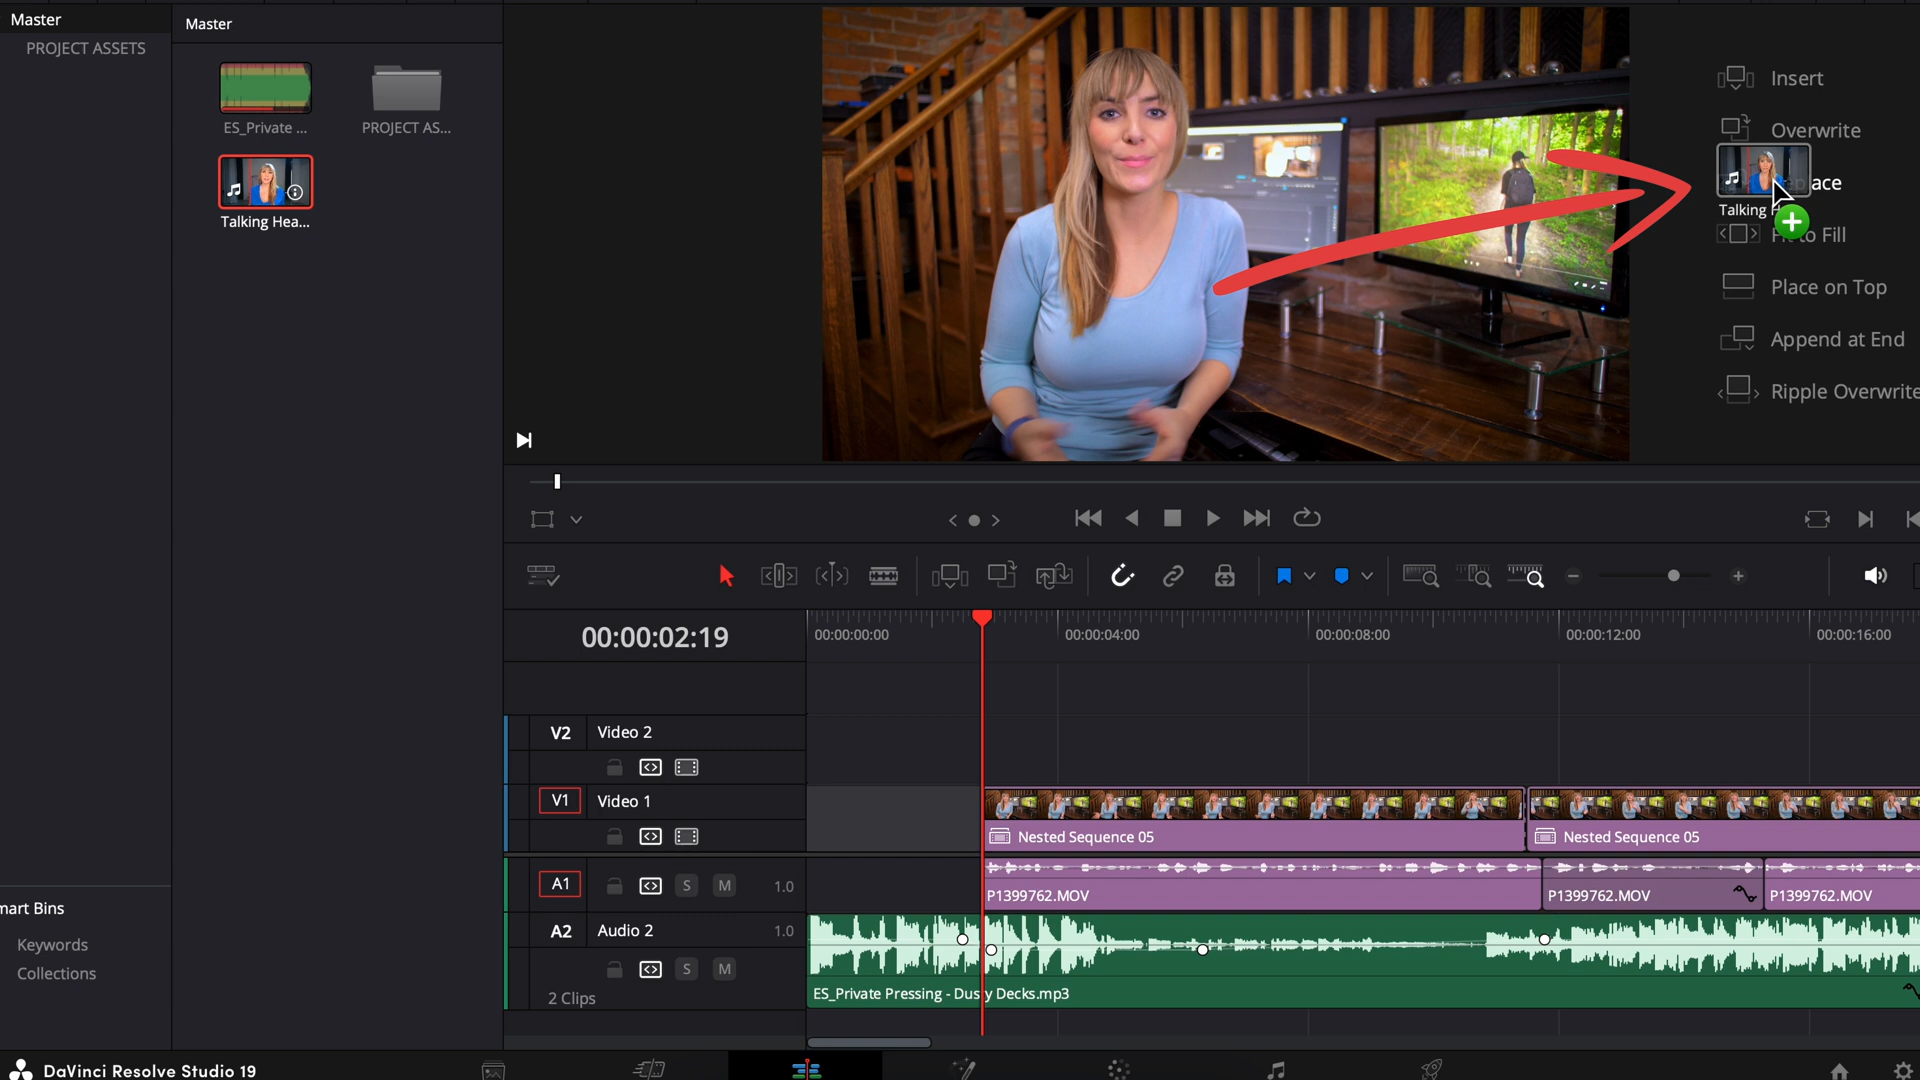 Master
PROJECT ASSETS
Master
ES_Private ...
PROJECT AS...
Talking Hea...
Insert
Overwrite
ace
Talking
to Fill
Place on Top
Append at End
Ripple Overwrite
00:00:02:19
00:00:00:00
00:00:04:00
00:00:08:00
00:00:12:00
00:00:16:00
V2 Video 2
V1 Video 1
Nested Sequence 05
Nested Sequence 05
A1 S M 1.0
P1399762.MOV
P1399762.MOV
P1399762.MOV
A2 Audio 2 1.0
S M
2 Clips
ES_Private Pressing - Dusty Decks.mp3
mart Bins
Keywords
Collections
DaVinci Resolve Studio 19